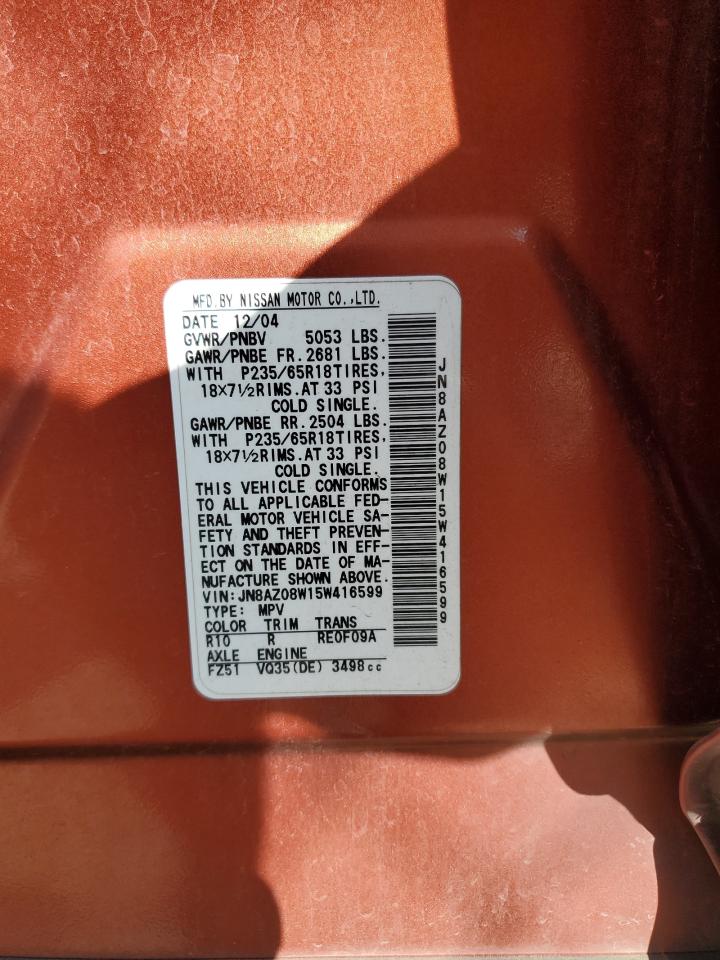 MFD.BY NISSAN MOTOR CO.,LTD.
DATE 12/04
GVWR/PNBV 5053 LBS.
GAWR/PNBE FR.2681 LBS.
WITH P235/65R18TIRES,
18×7½RIMS.AT 33 PSI
COLD SINGLE.
GAWR/PNBE RR.2504 LBS.
WITH P235/65R18TIRES,
18×7½RIMS.AT 33 PSI
COLD SINGLE.
THIS VEHICLE CONFORMS
TO ALL APPLICABLE FED-
ERAL MOTOR VEHICLE SA-
FETY AND THEFT PREVEN-
TION STANDARDS IN EFF-
ECT ON THE DATE OF MA-
NUFACTURE SHOWN ABOVE.
VIN:JN8AZ08W15W416599
TYPE: MPV
COLOR TRIM TRANS
R10 R RE0F09A
AXLE ENGINE
FZ51 VQ35(DE) 3498cc
JN8AZ08W15W416599